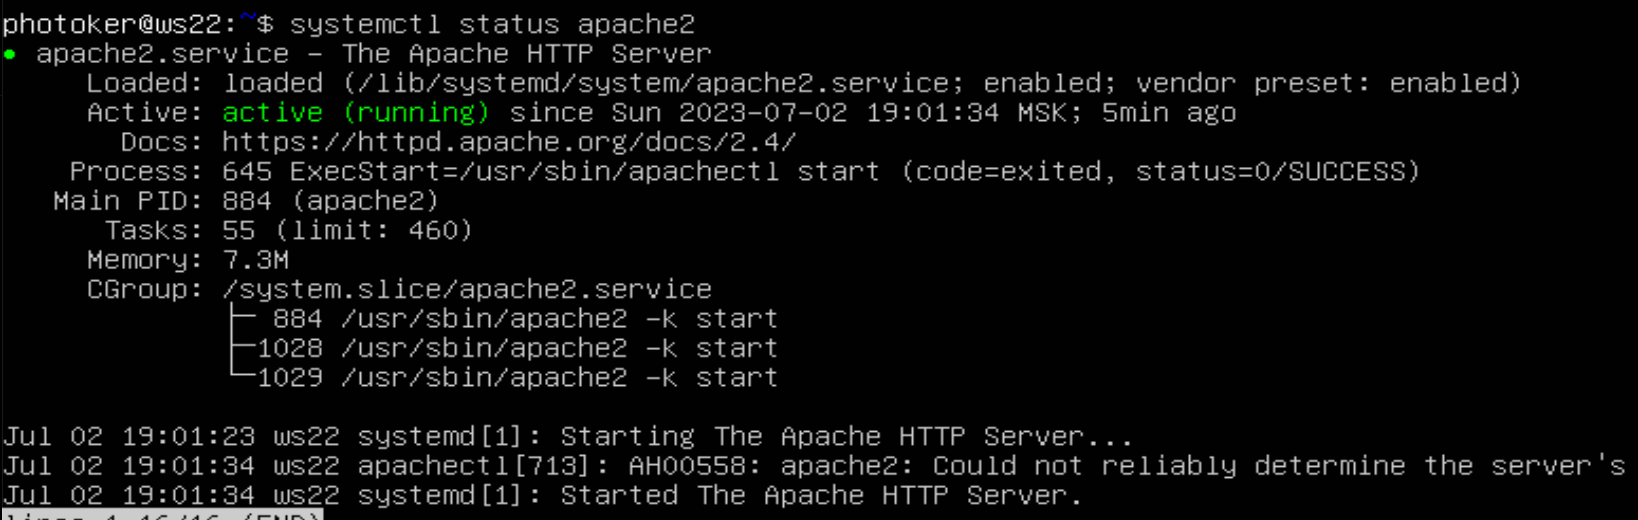 photoker@ws22:~$ systemctl status apache2
● apache2.service - The Apache HTTP Server
     Loaded: loaded (/lib/systemd/system/apache2.service; enabled; vendor preset: enabled)
     Active: active (running) since Sun 2023-07-02 19:01:34 MSK; 5min ago
       Docs: https://httpd.apache.org/docs/2.4/
    Process: 645 ExecStart=/usr/sbin/apachectl start (code=exited, status=0/SUCCESS)
   Main PID: 884 (apache2)
      Tasks: 55 (limit: 460)
     Memory: 7.3M
     CGroup: /system.slice/apache2.service
             ├─ 884 /usr/sbin/apache2 -k start
             ├─1028 /usr/sbin/apache2 -k start
             └─1029 /usr/sbin/apache2 -k start

Jul 02 19:01:23 ws22 systemd[1]: Starting The Apache HTTP Server...
Jul 02 19:01:34 ws22 apachectl[713]: AH00558: apache2: Could not reliably determine the server's
Jul 02 19:01:34 ws22 systemd[1]: Started The Apache HTTP Server.
lines 1-16/16 (END)